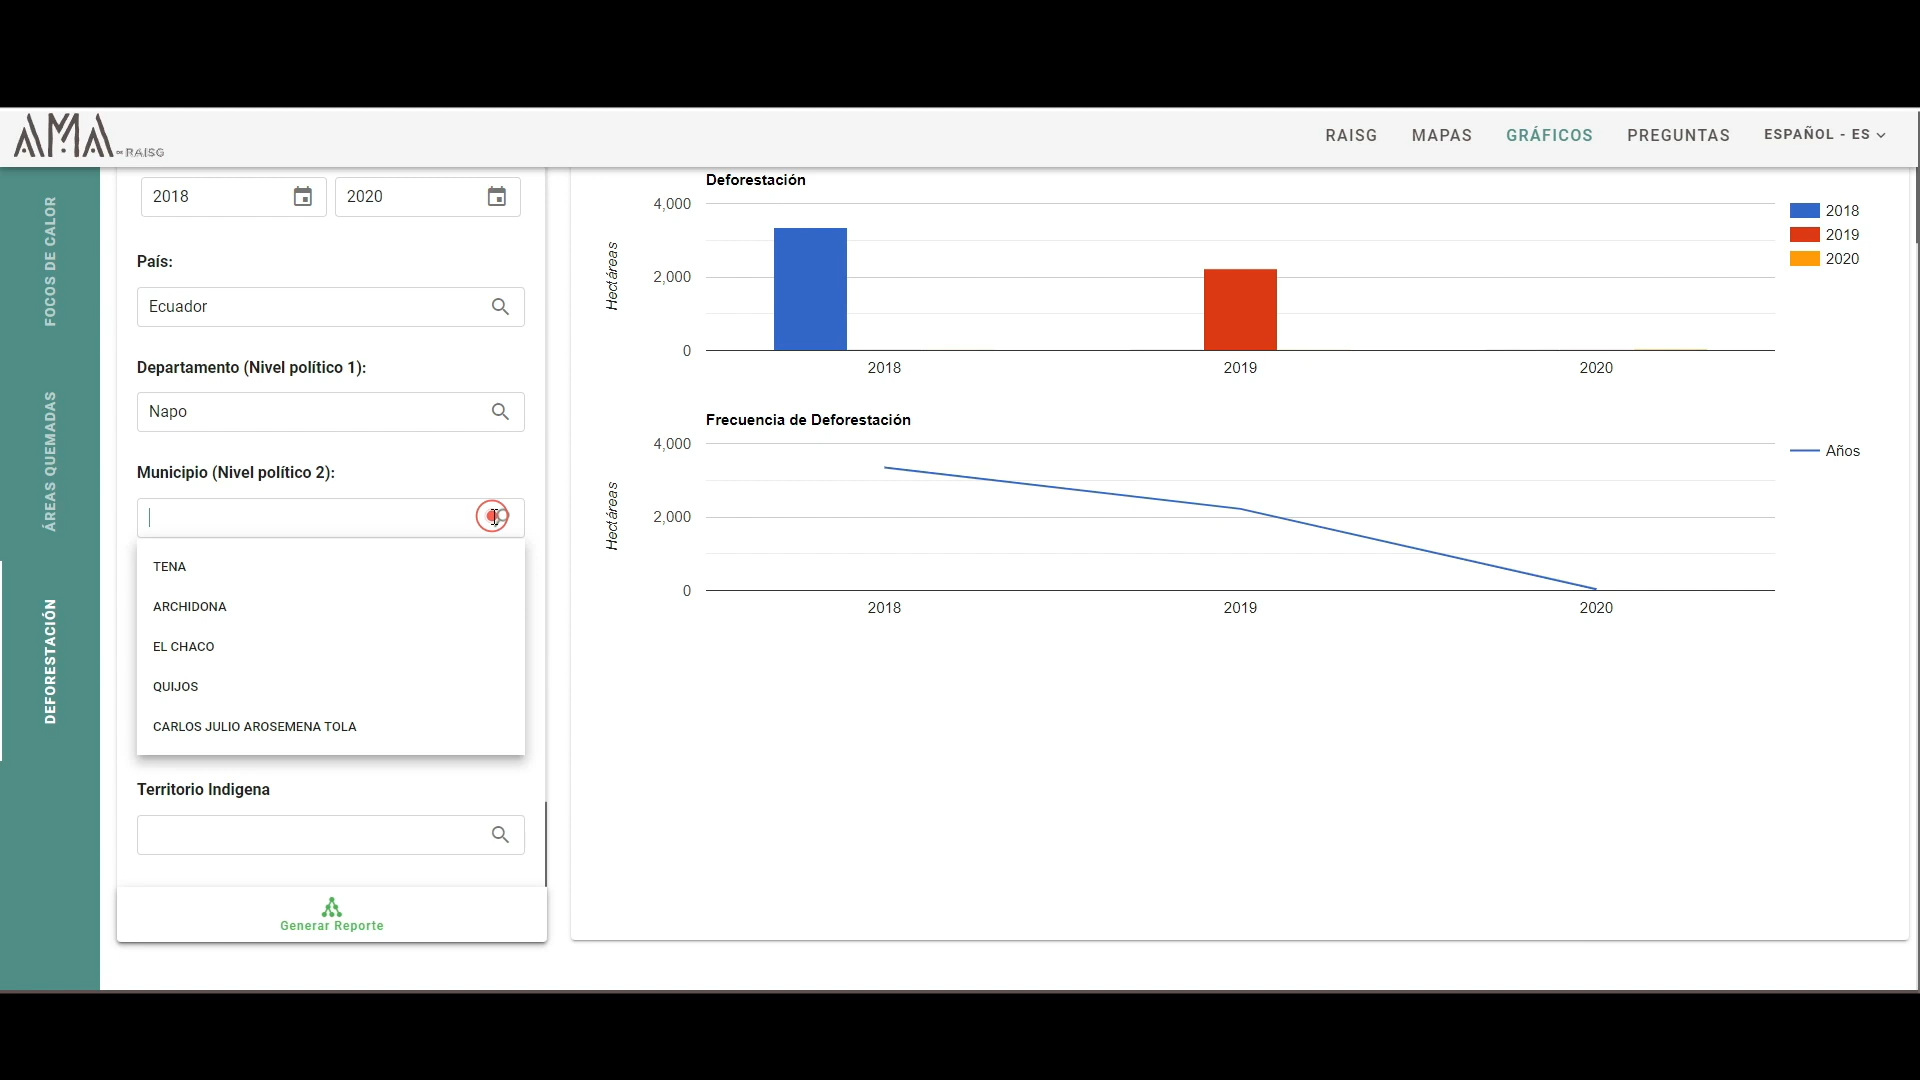 AMA
RAISG
RAISG
MAPAS
GRÁFICOS
PREGUNTAS
ESPAÑOL - ES
FOCOS DE CALOR
ÁREAS QUEMADAS
DEFORESTACIÓN
2018
2020
País:
Ecuador
Departamento (Nivel político 1):
Napo
Municipio (Nivel político 2):
TENA
ARCHIDONA
EL CHACO
QUIJOS
CARLOS JULIO AROSEMENA TOLA
Territorio Indigena
Generar Reporte
Deforestación
Hectáreas
4,000
2,000
0
2018
2019
2020
2018
2019
2020
Frecuencia de Deforestación
Hectáreas
4,000
2,000
0
2018
2019
2020
Años